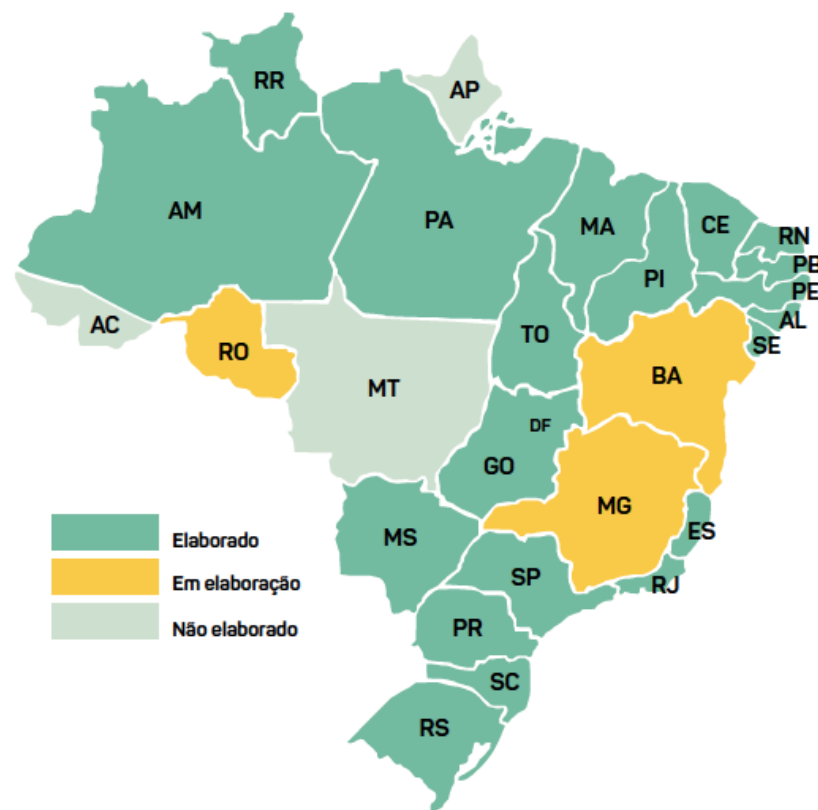 RR
AP
AM
PA
MA
CE
RN
PB
PI
PE
AC
AL
RO
TO
SE
MT
BA
DF
GO
MG
MS
ES
Elaborado
SP
Em elaboração
RJ
PR
Não elaborado
SC
RS